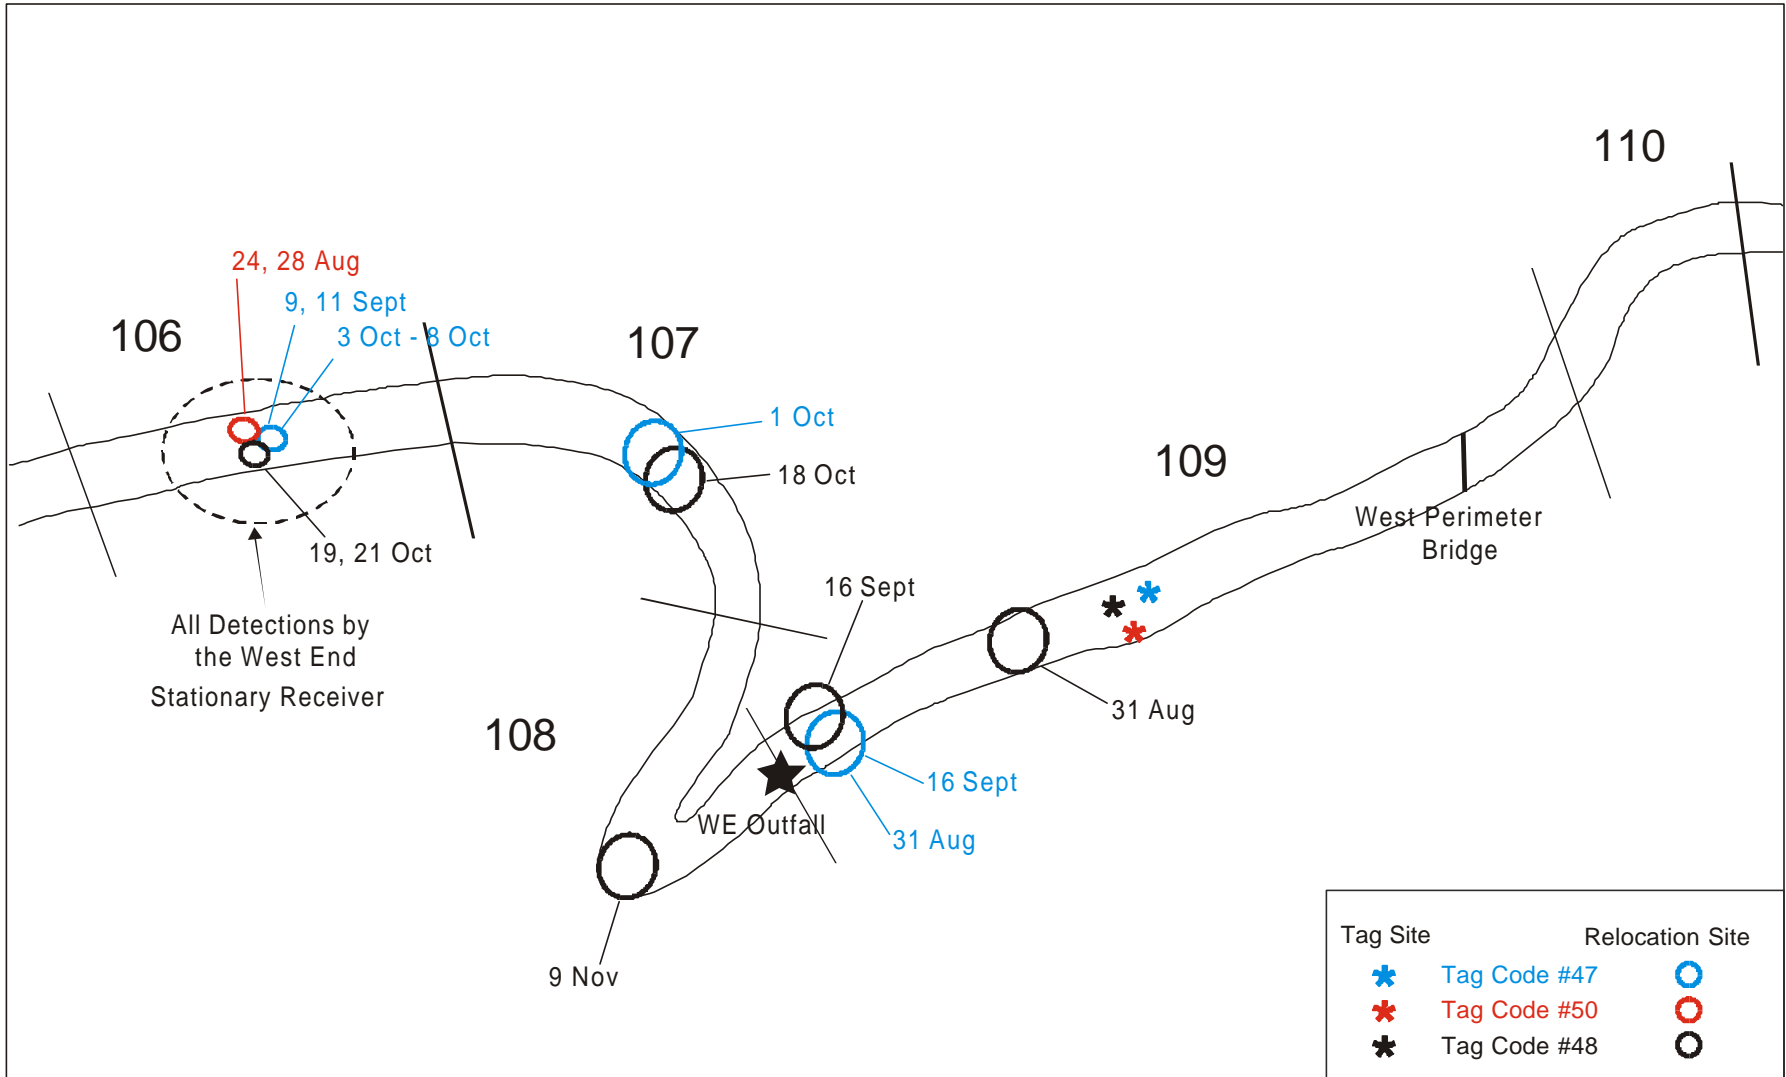 110
24, 28 Aug
9, 11 Sept
3 Oct - 8 Oct
106
107
1 Oct
18 Oct
109
West Perimeter
Bridge
19, 21 Oct
16 Sept
All Detections by
the West End
Stationary Receiver
31 Aug
108
16 Sept
WE Outfall
31 Aug
9 Nov
Tag Site Relocation Site
Tag Code #47
Tag Code #50
Tag Code #48